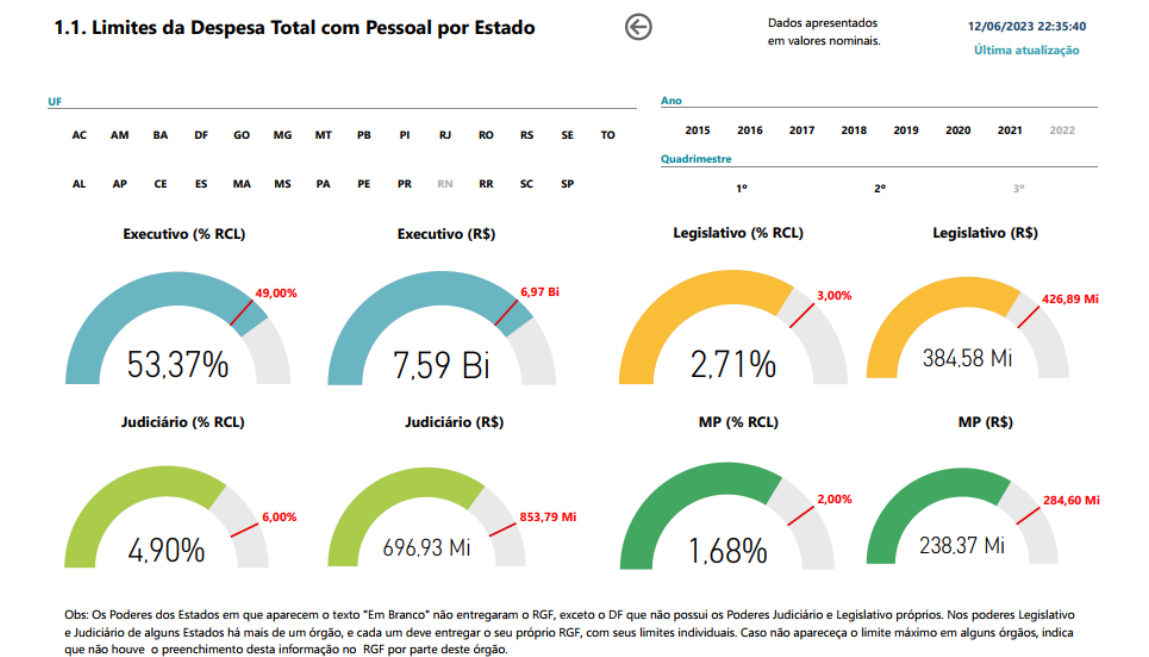 1.1. Limites da Despesa Total com Pessoal por Estado
Dados apresentados
em valores nominais.
12/06/2023 22:35:40
Última atualização
UF
AC AM BA DF GO MG MT PB PI RJ RO RS SE TO
AL AP CE ES MA MS PA PE PR RN RR SC SP
Ano
2015 2016 2017 2018 2019 2020 2021 2022
Quadrimestre
1º 2º 3º
Executivo (% RCL)
49,00%
53,37%
Executivo (R$)
6,97 Bi
7,59 Bi
Legislativo (% RCL)
3,00%
2,71%
Legislativo (R$)
426,89 Mi
384,58 Mi
Judiciário (% RCL)
6,00%
4,90%
Judiciário (R$)
853,79 Mi
696,93 Mi
MP (% RCL)
2,00%
1,68%
MP (R$)
284,60 Mi
238,37 Mi
Obs: Os Poderes dos Estados em que aparecem o texto "Em Branco" não entregaram o RGF, exceto o DF que não possui os Poderes Judiciário e Legislativo próprios. Nos poderes Legislativo
e Judiciário de alguns Estados há mais de um órgão, e cada um deve entregar o seu próprio RGF, com seus limites individuais. Caso não apareceça o limite máximo em alguns órgãos, indica
que não houve o preenchimento desta informação no RGF por parte deste órgão.